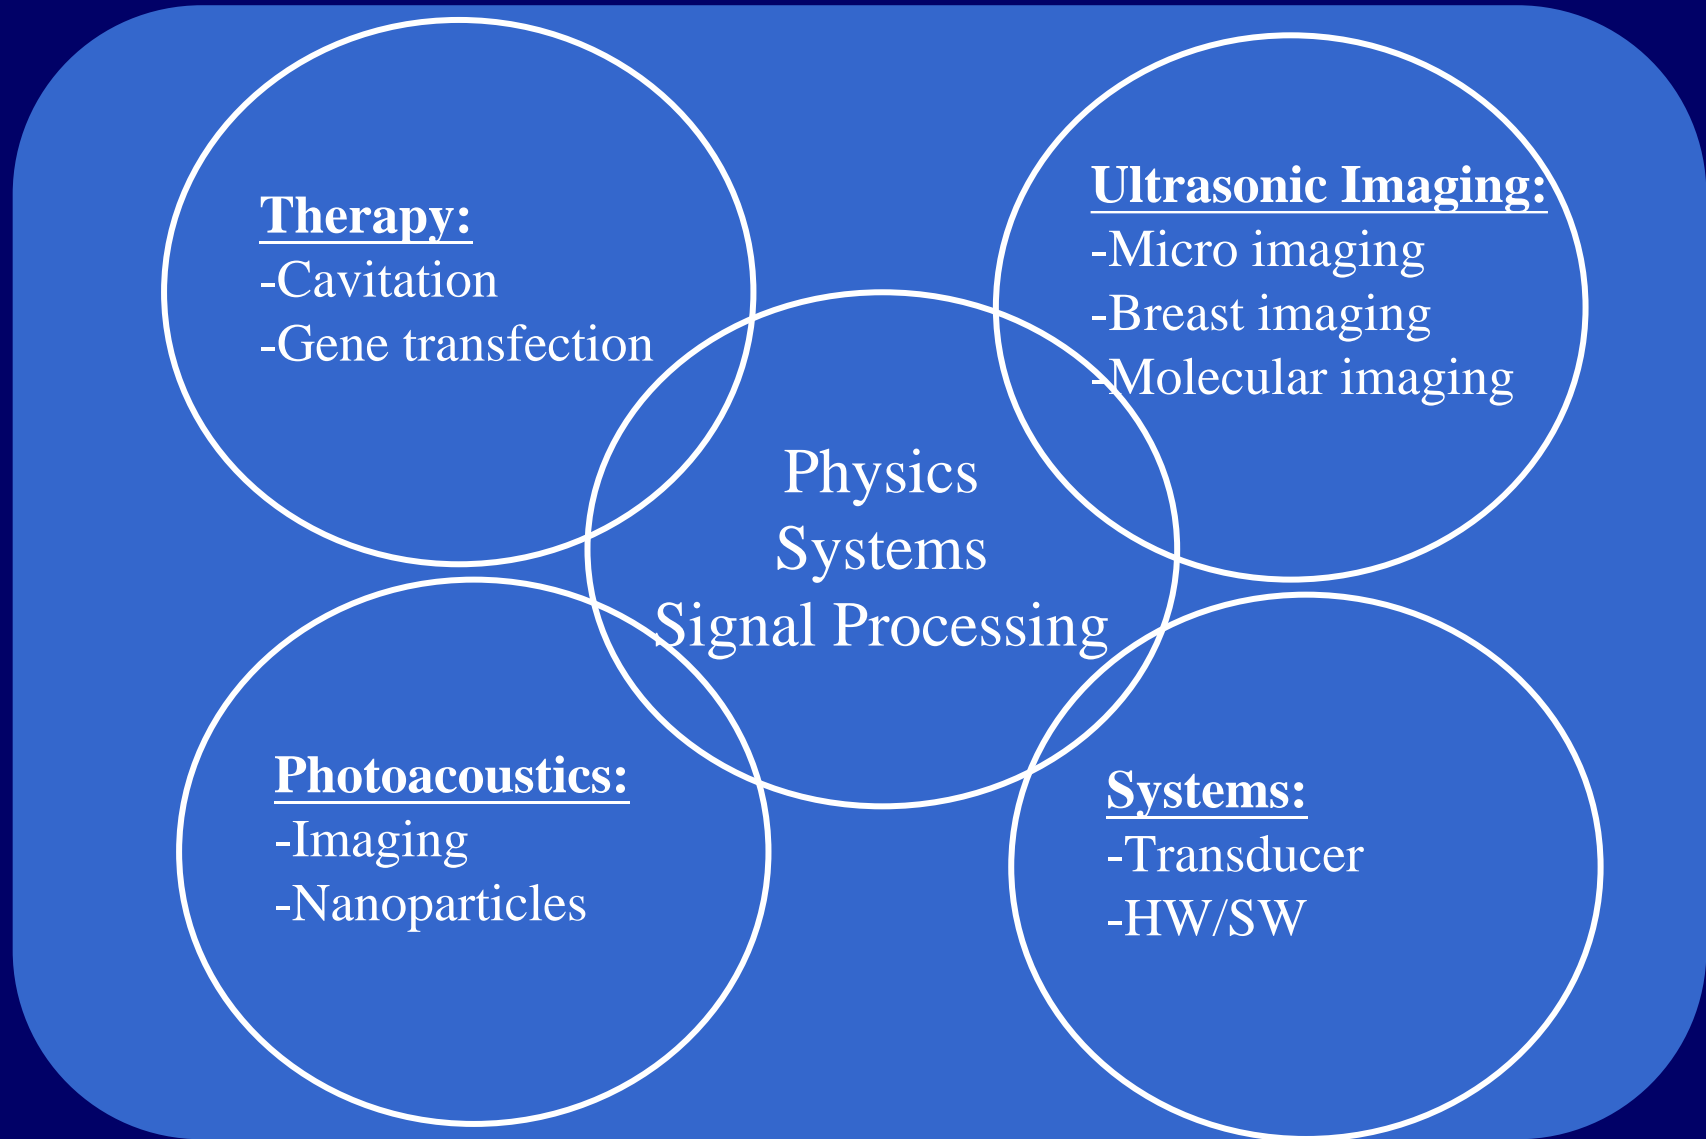 Therapy:
-Cavitation
-Gene transfection
Ultrasonic Imaging:
-Micro imaging
-Breast imaging
-Molecular imaging
Physics
Systems
Signal Processing
Photoacoustics:
-Imaging
-Nanoparticles
Systems:
-Transducer
-HW/SW